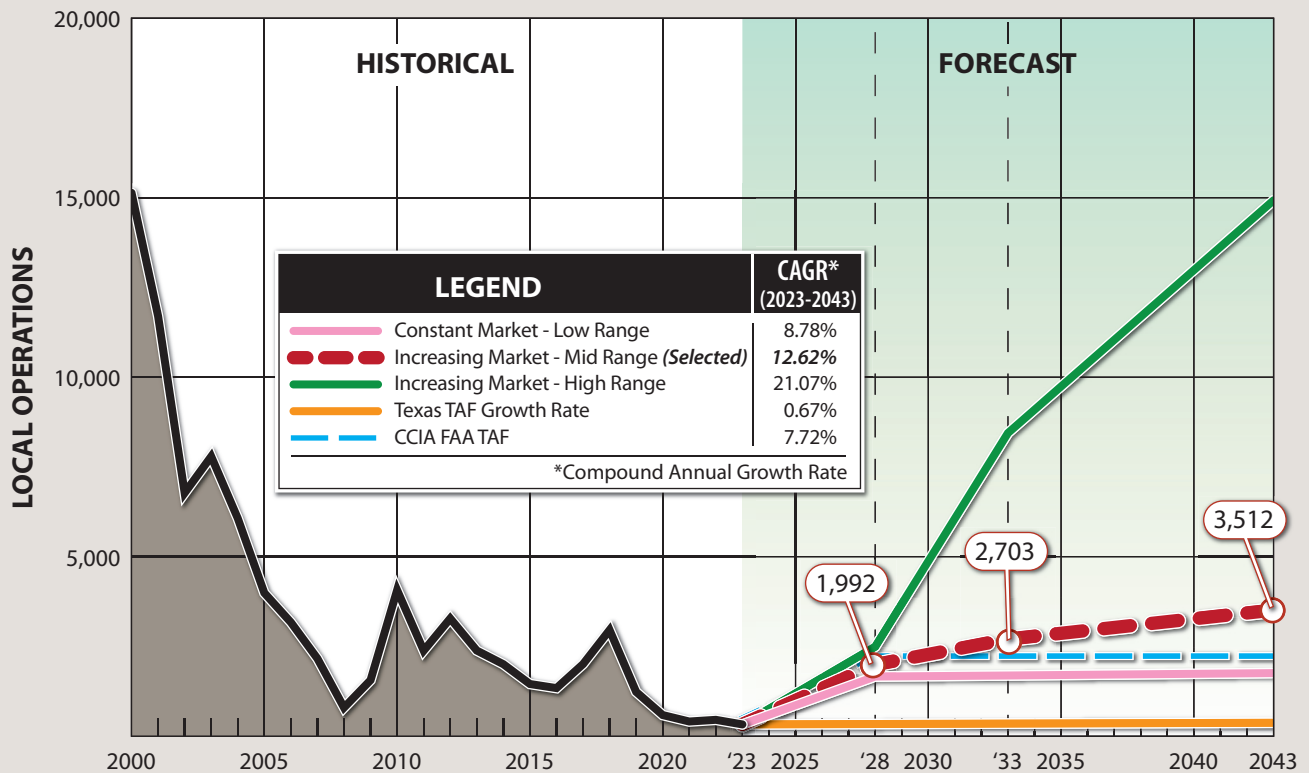 20,000
15,000
10,000
5,000
LOCAL OPERATIONS
HISTORICAL
FORECAST
LEGEND
CAGR*
(2023-2043)
Constant Market - Low Range 8.78%
Increasing Market - Mid Range (Selected) 12.62%
Increasing Market - High Range 21.07%
Texas TAF Growth Rate 0.67%
CCIA FAA TAF 7.72%
*Compound Annual Growth Rate
1,992
2,703
3,512
2000 2005 2010 2015 2020 ‘23 2025 ‘28 2030 ‘33 2035 2040 2043